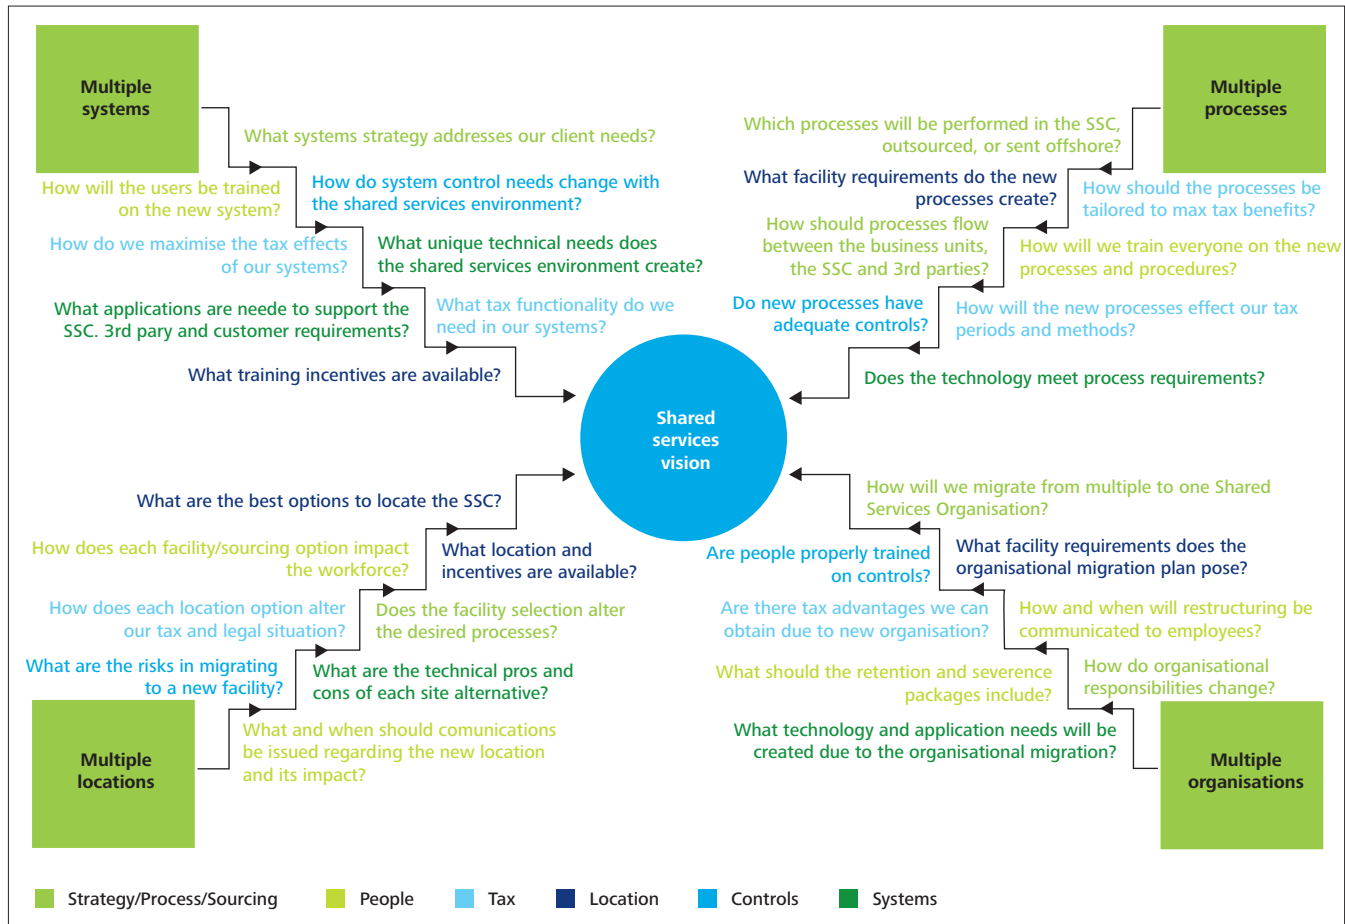 Multiple
systems
What systems strategy addresses our client needs?
How will the users be trained
on the new system?
How do system control needs change with
the shared services environment?
How do we maximise the tax effects
of our systems?
What unique technical needs does
the shared services environment create?
What applications are neede to support the
SSC. 3rd pary and customer requirements?
What tax functionality do we
need in our systems?
What training incentives are available?
Multiple
processes
Which processes will be performed in the SSC,
outsourced, or sent offshore?
What facility requirements do the new
processes create?
How should the processes be
tailored to max tax benefits?
How should processes flow
between the business units,
the SSC and 3rd parties?
How will we train everyone on the new
processes and procedures?
Do new processes have
adequate controls?
How will the new processes effect our tax
periods and methods?
Does the technology meet process requirements?
Shared
services
vision
What are the best options to locate the SSC?
How does each facility/sourcing option impact
the workforce?
What location and
incentives are available?
How does each location option alter
our tax and legal situation?
Does the facility selection alter
the desired processes?
What are the risks in migrating
to a new facility?
What are the technical pros and
cons of each site alternative?
What and when should comunications
be issued regarding the new location
and its impact?
Multiple
locations
How will we migrate from multiple to one Shared
Services Organisation?
Are people properly trained
on controls?
What facility requirements does the
organisational migration plan pose?
Are there tax advantages we can
obtain due to new organisation?
How and when will restructuring be
communicated to employees?
What should the retention and severence
packages include?
How do organisational
responsibilities change?
What technology and application needs will be
created due to the organisational migration?
Multiple
organisations
Strategy/Process/Sourcing
People
Tax
Location
Controls
Systems